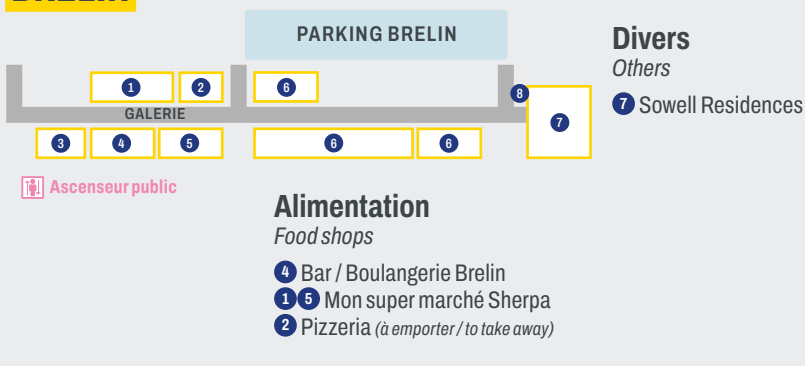 BRELIN
PARKING BRELIN
1 2 6
8
GALERIE
7
3 4 5 6 6
Ascenseur public
Divers
Others
7 Sowell Residences
Alimentation
Food shops
4 Bar / Boulangerie Brelin
1 5 Mon super marché Sherpa
2 Pizzeria (à emporter / to take away)